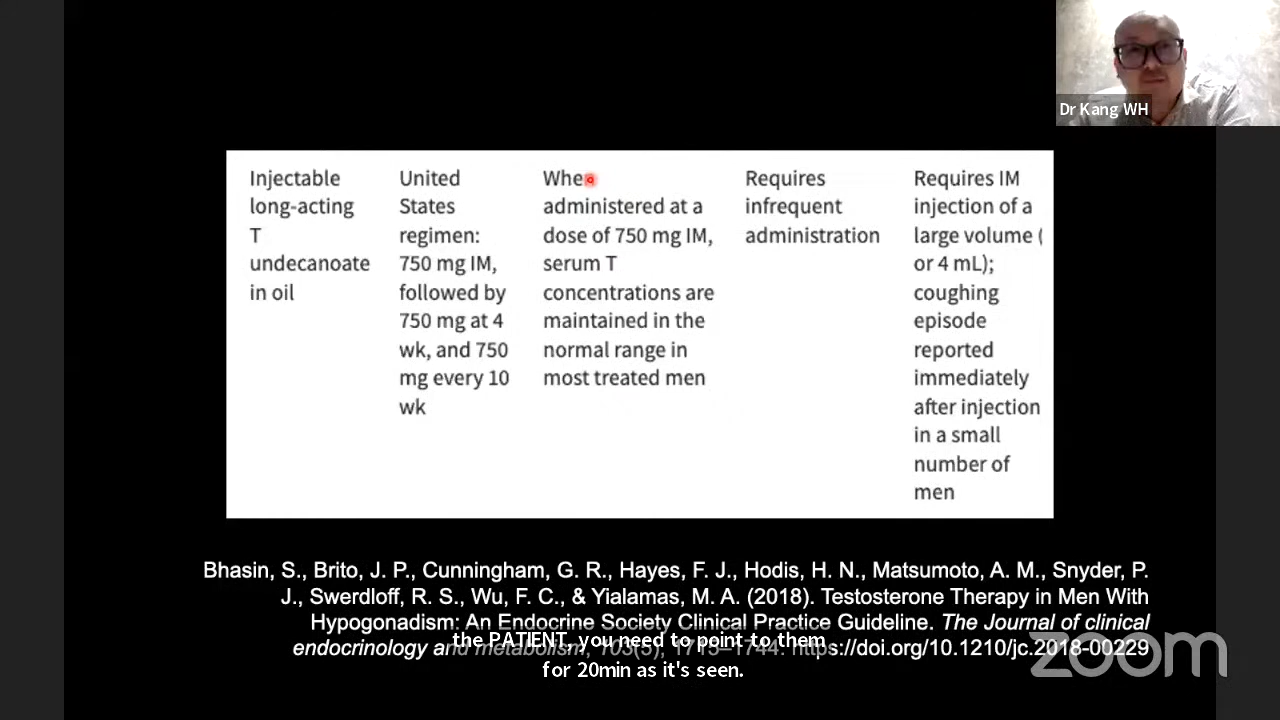 Dr Kang WH
Injectable
long-acting
T
undecanoate
in oil
United
States
regimen:
750 mg IM,
followed by
750 mg at 4
wk, and 750
mg every 10
wk
Whe
administered at a
dose of 750 mg IM,
serum T
concentrations are
maintained in the
normal range in
most treated men
Requires
infrequent
administration
Requires IM
injection of a
large volume (
or 4 mL);
coughing
episode
reported
immediately
after injection
in a small
number of
men
Bhasin, S., Brito, J. P., Cunningham, G. R., Hayes, F. J., Hodis, H. N., Matsumoto, A. M., Snyder, P.
J., Swerdloff, R. S., Wu, F. C., & Yialamas, M. A. (2018). Testosterone Therapy in Men With
Hypogonadism: An Endocrine Society Clinical Practice Guideline. The Journal of clinical
endocrinology and metabolism, 103(5), 1715–1744. https://doi.org/10.1210/jc.2018-00229
the PATIENT, you need to point to them
for 20min as it's seen.
zoom